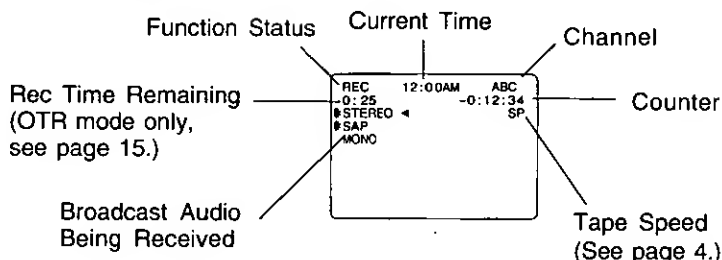 Function Status
Current Time
Channel
REC 12:00AM ABC
-0:25 -0:12:34
▶STEREO ◀ SP
▶SAP
MONO
Rec Time Remaining
(OTR mode only,
see page 15.)
Counter
Broadcast Audio
Being Received
Tape Speed
(See page 4.)